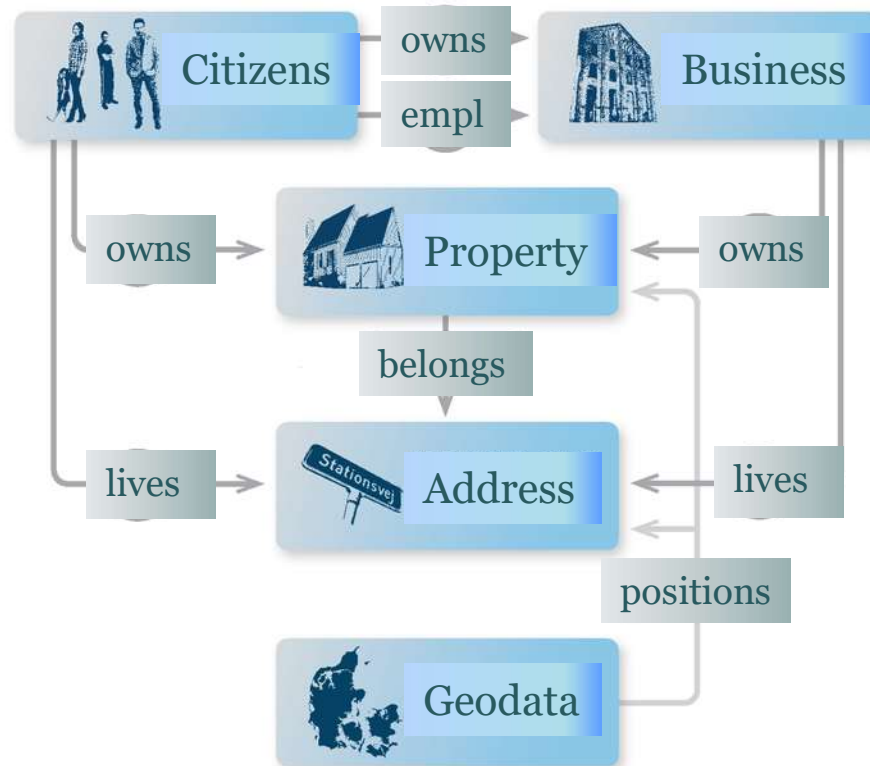 Citizens
owns
Business
empl
owns
Property
owns
belongs
lives
Stationsvej
Address
lives
positions
Geodata